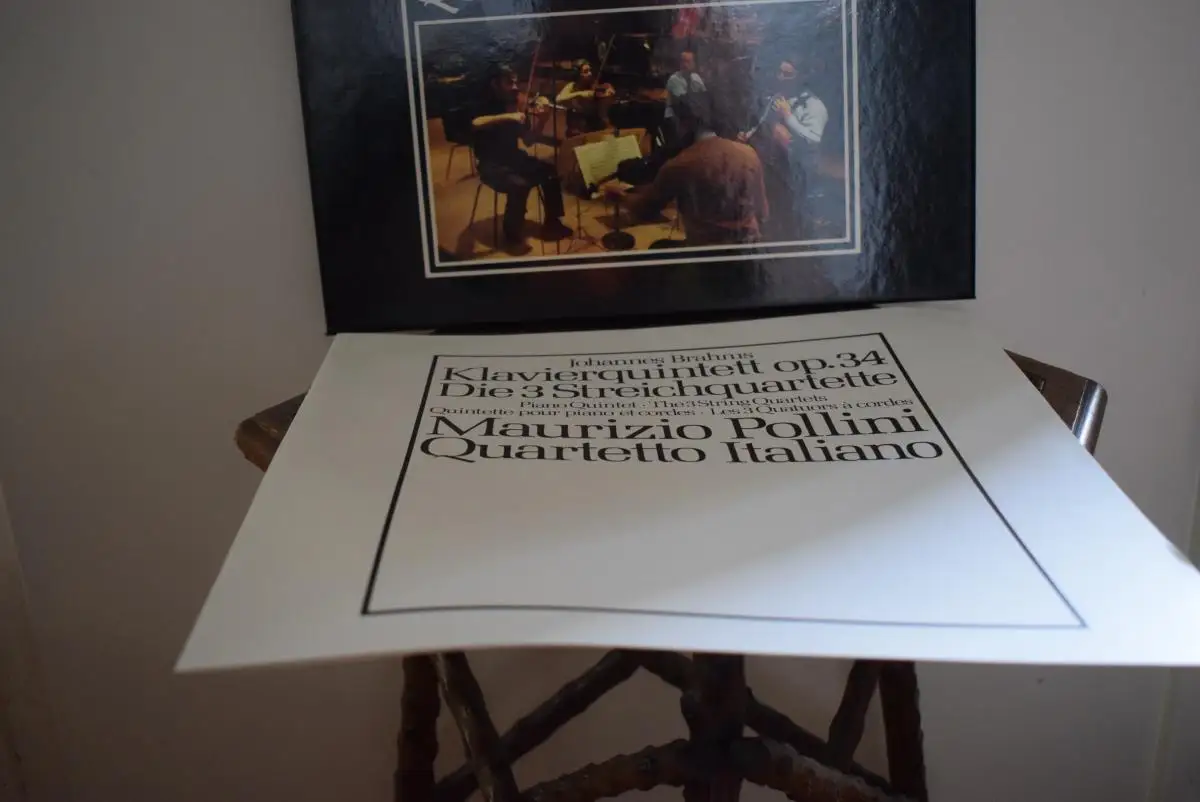 Johannes Brahms
Klavierquintett op. 34
Die 3 Streichquartette
Piano Quintet · The 3 String Quartets
Quintette pour piano et cordes · Les 3 Quatuors à cordes
Maurizio Pollini
Quartetto Italiano